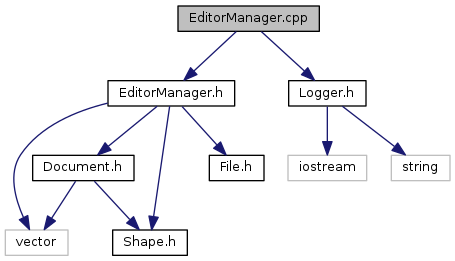 EditorManager.cpp
EditorManager.h
Logger.h
Document.h
File.h
iostream
string
vector
Shape.h